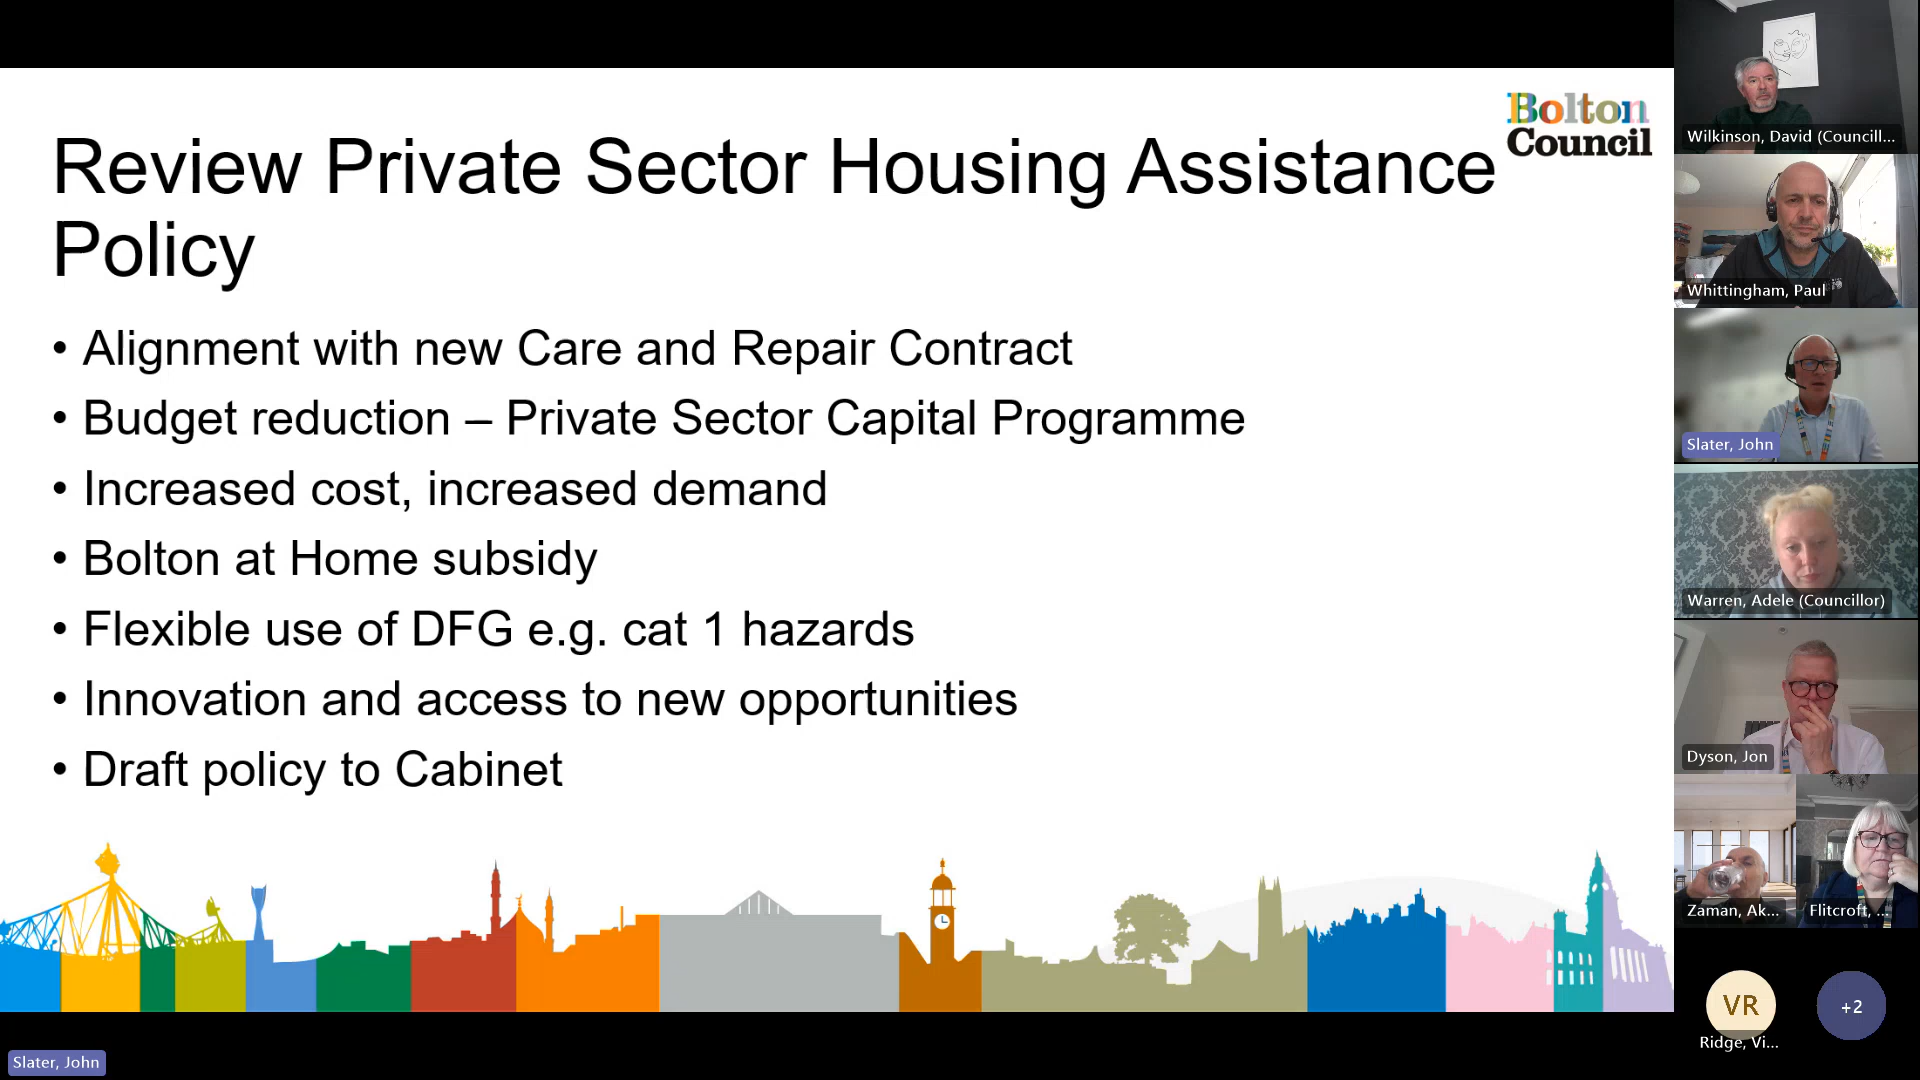 Bolton
Council
Review Private Sector Housing Assistance
Policy
• Alignment with new Care and Repair Contract
• Budget reduction – Private Sector Capital Programme
• Increased cost, increased demand
• Bolton at Home subsidy
• Flexible use of DFG e.g. cat 1 hazards
• Innovation and access to new opportunities
• Draft policy to Cabinet
Slater, John
Wilkinson, David (Councill...
Whittingham, Paul
Slater, John
Warren, Adele (Councillor)
Dyson, Jon
Zaman, Ak...
Flitcroft, ...
VR
Ridge, Vi...
+2